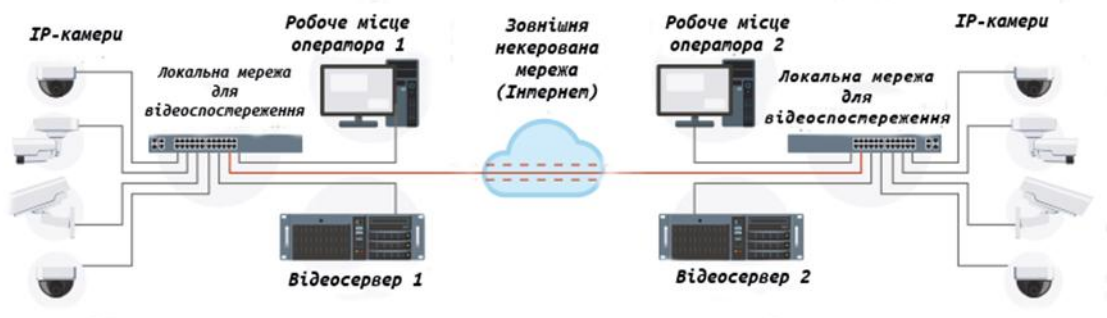 IP-камери
Робоче місце
оператора 1
Локальна мережа
для
відеоспостереження
Зовнішня
некерована
мережа
(Інтернет)
Робоче місце
оператора 2
IP-камери
Локальна мережа
для
відеоспостереження
Відеосервер 1
Відеосервер 2